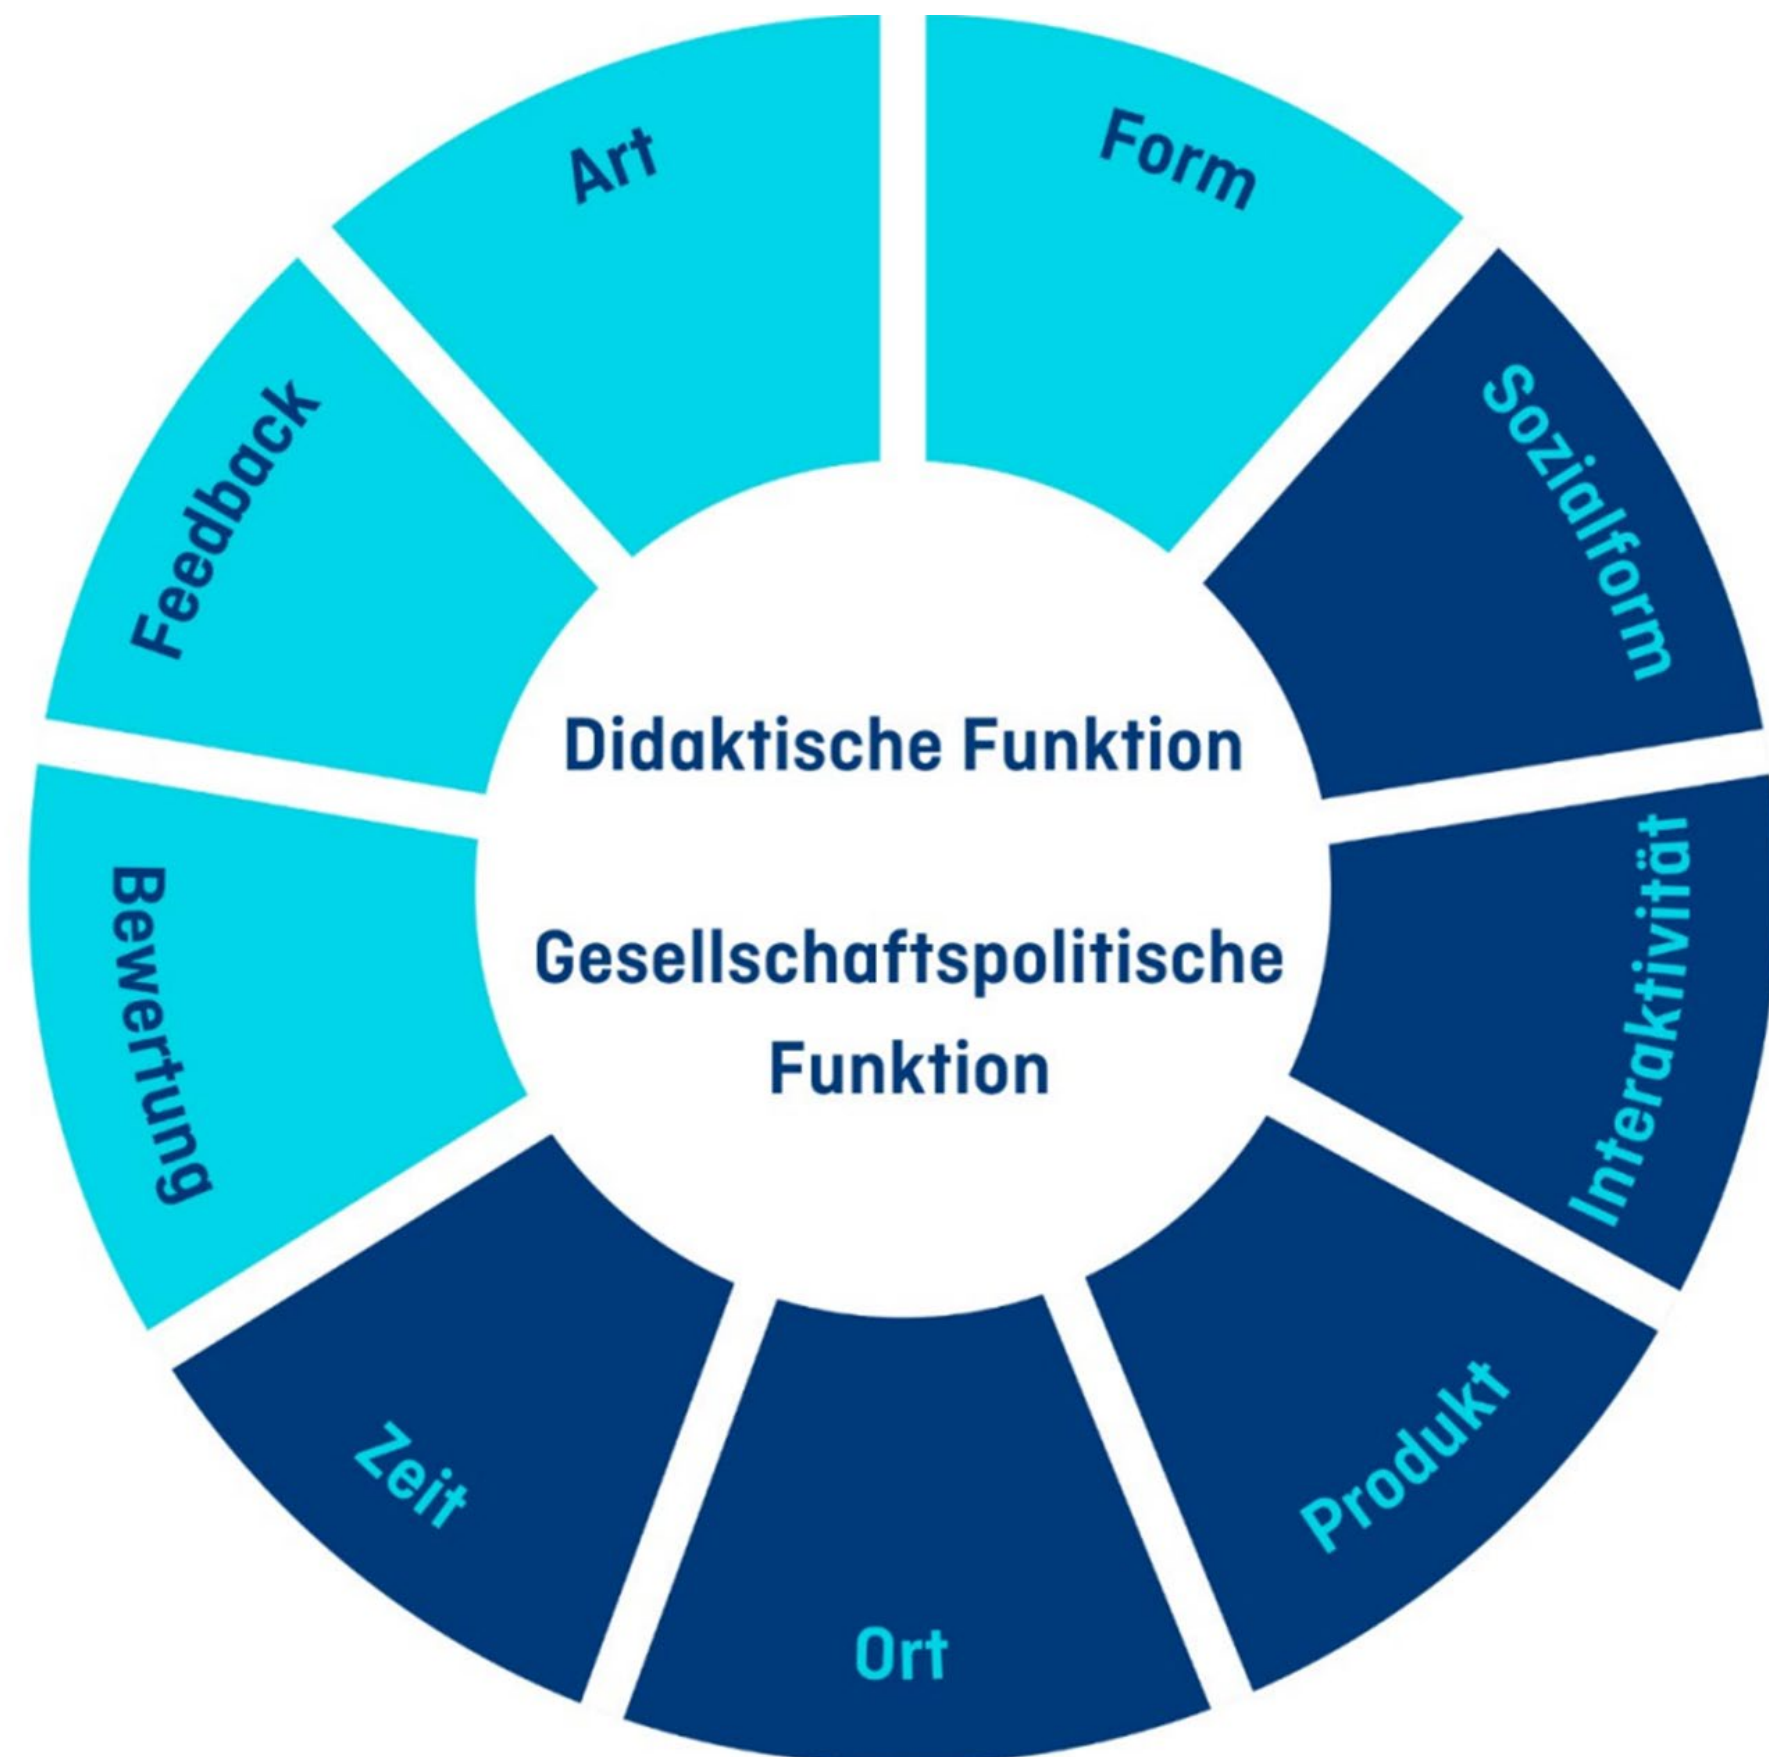 Art
Form
Sozialform
Interaktivität
Produkt
Ort
Zeit
Bewertung
Feedback
Didaktische Funktion
Gesellschaftspolitische
Funktion